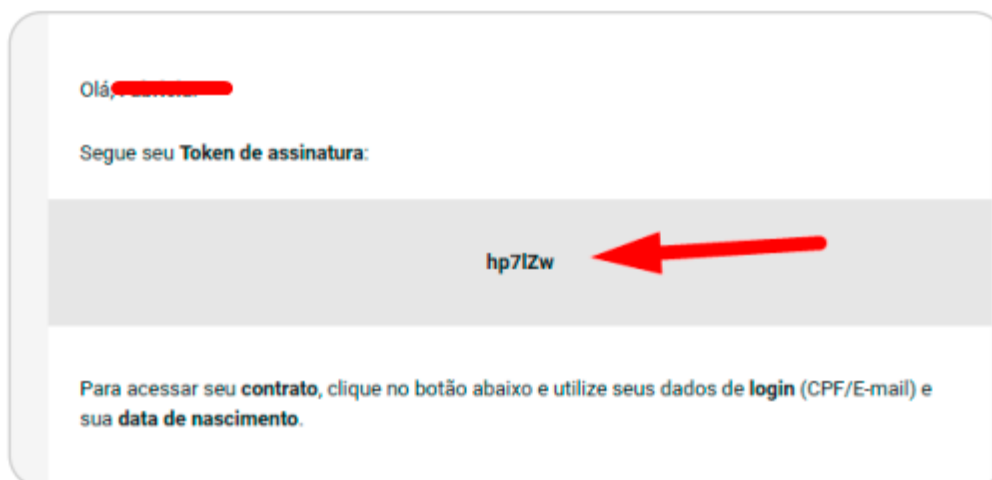 Olá,
Segue seu Token de assinatura:
hp7lZw
Para acessar seu contrato, clique no botão abaixo e utilize seus dados de login (CPF/E-mail) e
sua data de nascimento.